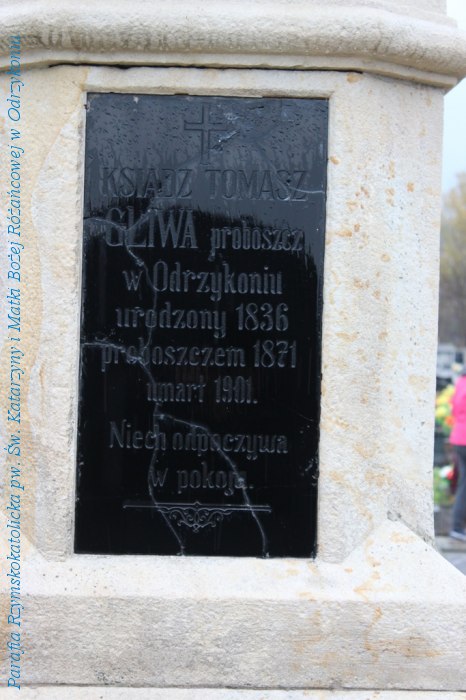 KSIĄDZ TOMASZ
ŚLIWA proboszcz
w Odrzykoniu
urodzony 1836
proboszczem 1871
umarł 1901.
Niech odpoczywa
w pokoju.
Parafia Rzymskokatolicka pw. Św. Katarzyny i Matki Bożej Różańcowej w Odrzykoniu